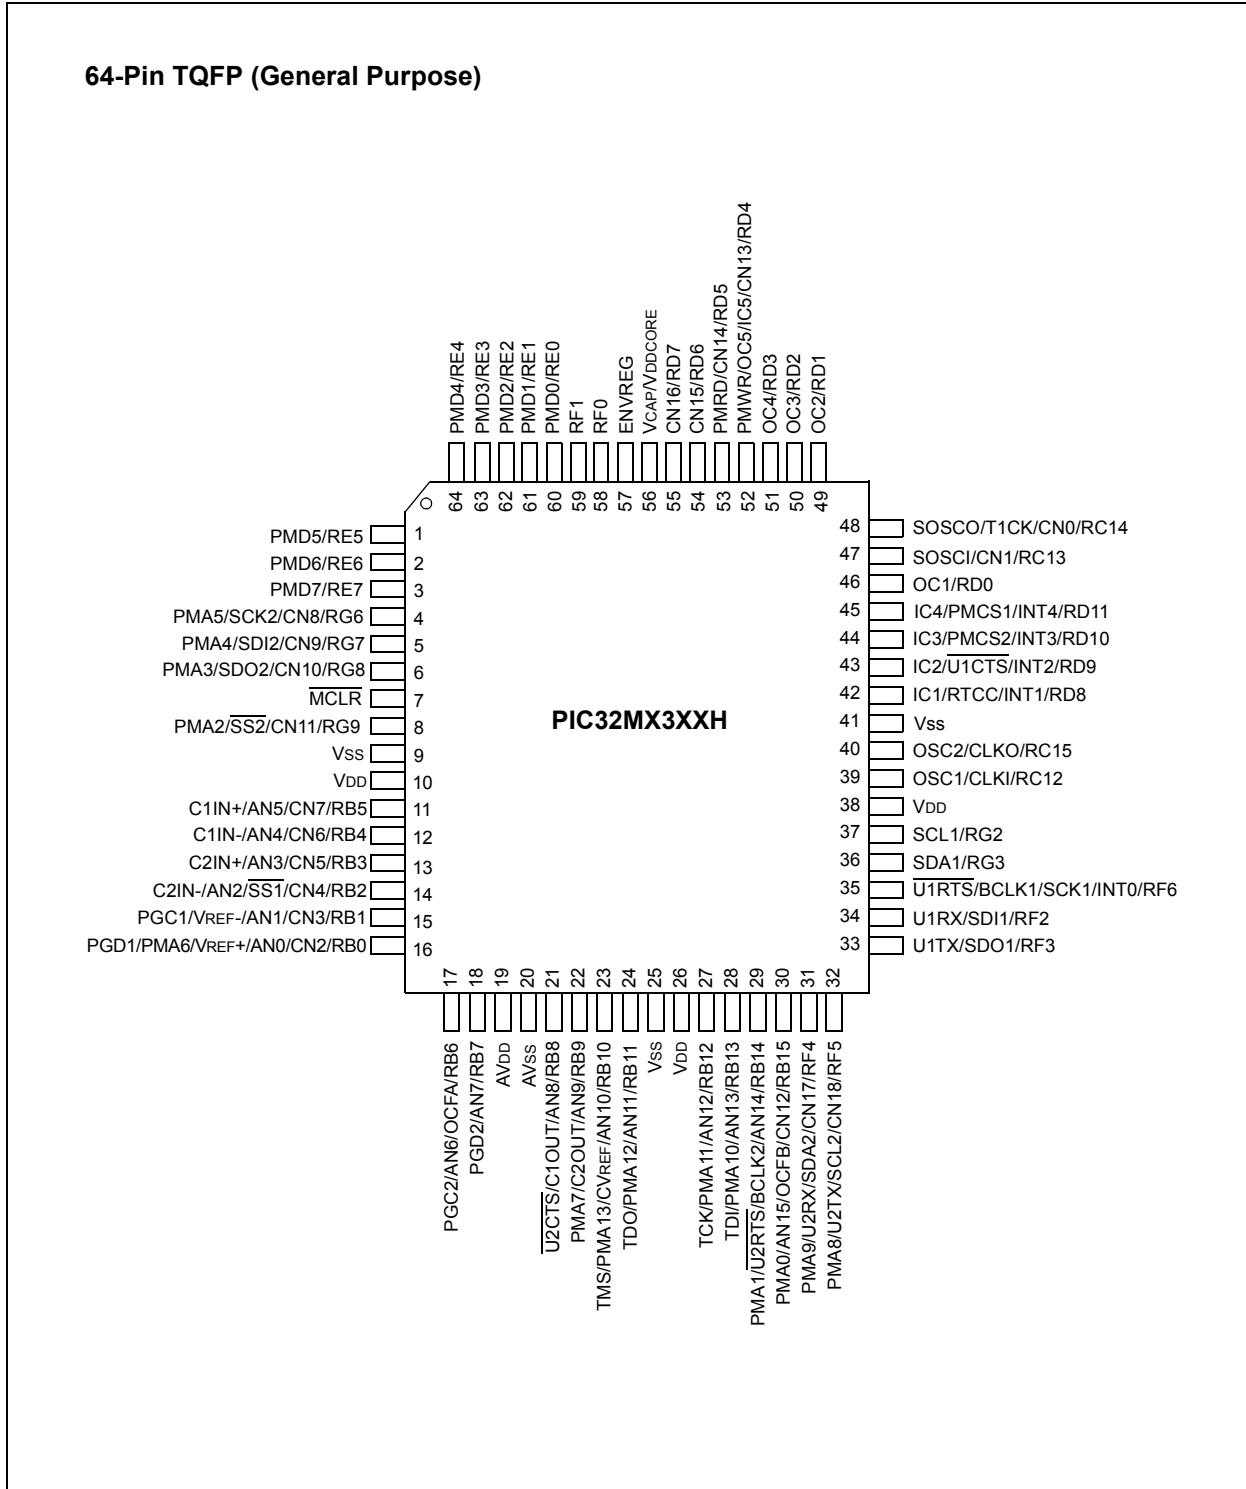 64-Pin TQFP (General Purpose)
PMD4/RE4
PMD3/RE3
PMD2/RE2
PMD1/RE1
PMD0/RE0
RF1
RF0
ENVREG
VCAP/VDDCORE
CN16/RD7
CN15/RD6
PMRD/CN14/RD5
PMWR/OC5/IC5/CN13/RD4
OC4/RD3
OC3/RD2
OC2/RD1
64
63
62
61
60
59
58
57
56
55
54
53
52
51
50
49
PMD5/RE5 1
PMD6/RE6 2
PMD7/RE7 3
PMA5/SCK2/CN8/RG6 4
PMA4/SDI2/CN9/RG7 5
PMA3/SDO2/CN10/RG8 6
MCLR 7
PMA2/SS2/CN11/RG9 8
VSS 9
VDD 10
C1IN+/AN5/CN7/RB5 11
C1IN-/AN4/CN6/RB4 12
C2IN+/AN3/CN5/RB3 13
C2IN-/AN2/SS1/CN4/RB2 14
PGC1/VREF-/AN1/CN3/RB1 15
PGD1/PMA6/VREF+/AN0/CN2/RB0 16
PIC32MX3XXH
48 SOSCO/T1CK/CN0/RC14
47 SOSCI/CN1/RC13
46 OC1/RD0
45 IC4/PMCS1/INT4/RD11
44 IC3/PMCS2/INT3/RD10
43 IC2/U1CTS/INT2/RD9
42 IC1/RTCC/INT1/RD8
41 Vss
40 OSC2/CLKO/RC15
39 OSC1/CLKI/RC12
38 VDD
37 SCL1/RG2
36 SDA1/RG3
35 U1RTS/BCLK1/SCK1/INT0/RF6
34 U1RX/SDI1/RF2
33 U1TX/SDO1/RF3
17
18
19
20
21
22
23
24
25
26
27
28
29
30
31
32
PGC2/AN6/OCFA/RB6
PGD2/AN7/RB7
AVDD
AVSS
U2CTS/C1OUT/AN8/RB8
PMA7/C2OUT/AN9/RB9
TMS/PMA13/CVREF/AN10/RB10
TDO/PMA12/AN11/RB11
VSS
VDD
TCK/PMA11/AN12/RB12
TDI/PMA10/AN13/RB13
PMA1/U2RTS/BCLK2/AN14/RB14
PMA0/AN15/OCFB/CN12/RB15
PMA9/U2RX/SDA2/CN17/RF4
PMA8/U2TX/SCL2/CN18/RF5